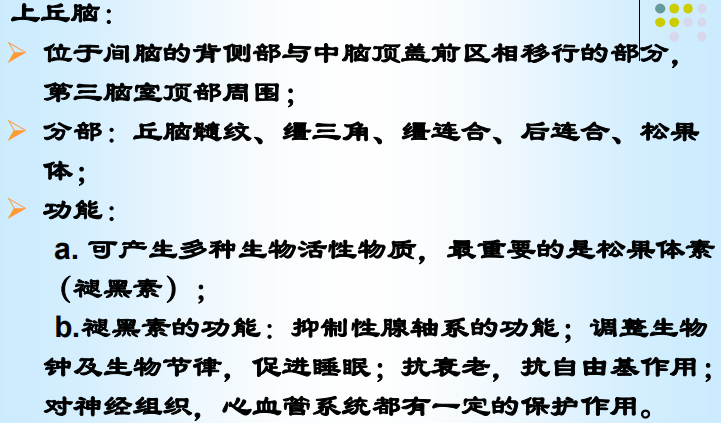 上丘脑：
位于间脑的背侧部与中脑顶盖前区相移行的部分，
第三脑室顶部周围；
分部：丘脑髓纹、缰三角、缰连合、后连合、松果
体；
功能：
a. 可产生多种生物活性物质，最重要的是松果体素
（褪黑素）；
b.褪黑素的功能：抑制性腺轴系的功能；调整生物
钟及生物节律，促进睡眠；抗衰老，抗自由基作用；
对神经组织，心血管系统都有一定的保护作用。